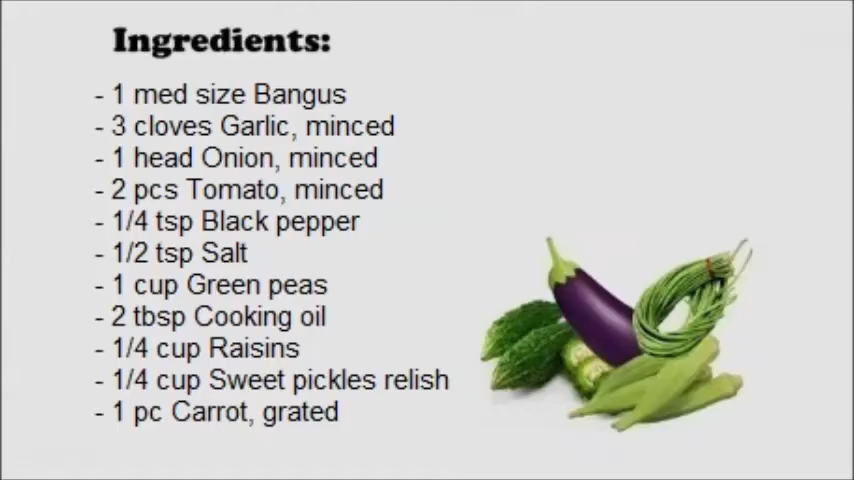 Ingredients:
- 1 med size Bangus
- 3 cloves Garlic, minced
- 1 head Onion, minced
- 2 pcs Tomato, minced
- 1/4 tsp Black pepper
- 1/2 tsp Salt
- 1 cup Green peas
- 2 tbsp Cooking oil
- 1/4 cup Raisins
- 1/4 cup Sweet pickles relish
- 1 pc Carrot, grated